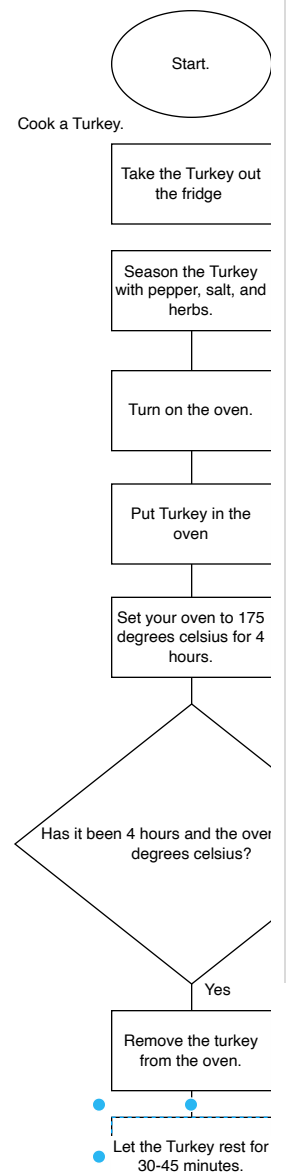 Start.
Cook a Turkey.
Take the Turkey out
the fridge
Season the Turkey
with pepper, salt, and
herbs.
Turn on the oven.
Put Turkey in the
oven
Set your oven to 175
degrees celsius for 4
hours.
Has it been 4 hours and the
degrees celsius?
Yes
Remove the turkey
from the oven.
Let the Turkey rest for
30-45 minutes.